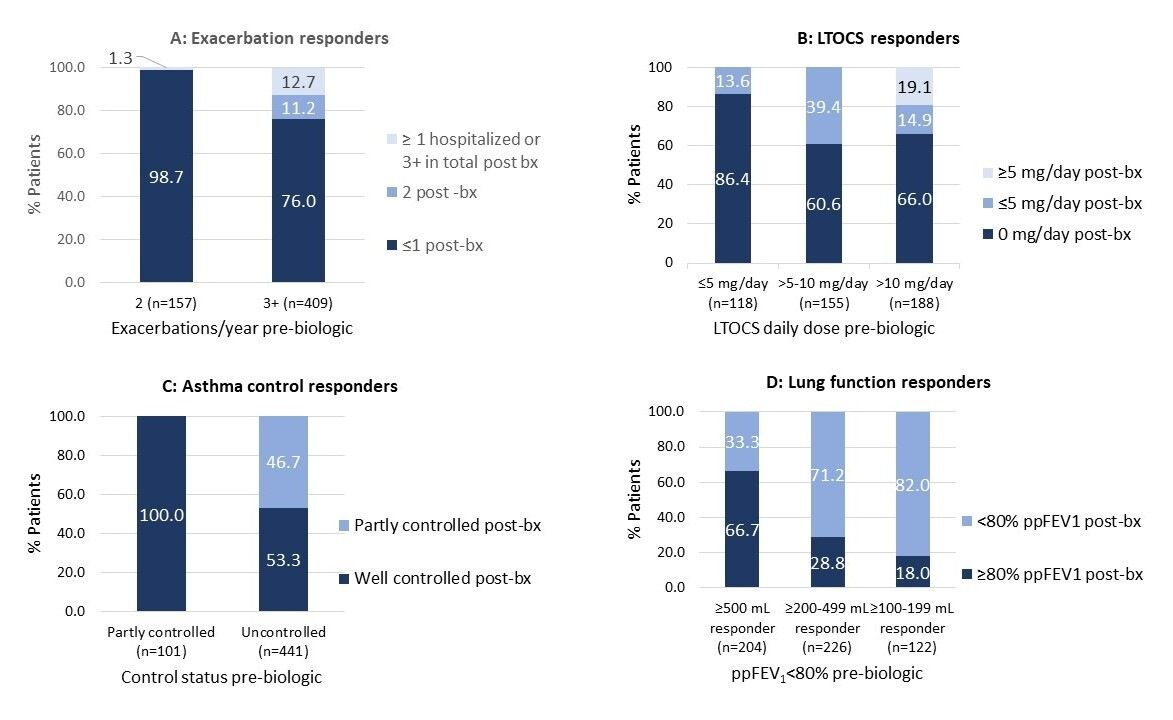 A: Exacerbation responders
1.3
100.0
80.0
60.0
40.0
20.0
0.0
% Patients
12.7
11.2
98.7
76.0
≥ 1 hospitalized or
3+ in total post bx
2 post -bx
≤1 post-bx
2 (n=157)
3+ (n=409)
Exacerbations/year pre-biologic
B: LTOCS responders
100
80
60
40
20
0
% Patients
13.6
39.4
19.1
14.9
86.4
60.6
66.0
≥5 mg/day post-bx
≤5 mg/day post-bx
0 mg/day post-bx
≤5 mg/day
(n=118)
>5-10 mg/day
(n=155)
>10 mg/day
(n=188)
LTOCS daily dose pre-biologic
C: Asthma control responders
100.0
80.0
60.0
40.0
20.0
0.0
% Patients
46.7
100.0
53.3
Partly controlled post-bx
Well controlled post-bx
Partly controlled
(n=101)
Uncontrolled
(n=441)
Control status pre-biologic
D: Lung function responders
100.0
80.0
60.0
40.0
20.0
0.0
% Patients
33.3
71.2
82.0
66.7
28.8
18.0
<80% ppFEV1 post-bx
≥80% ppFEV1 post-bx
≥500 mL
responder
(n=204)
≥200-499 mL
responder
(n=226)
≥100-199 mL
responder
(n=122)
ppFEV₁<80% pre-biologic